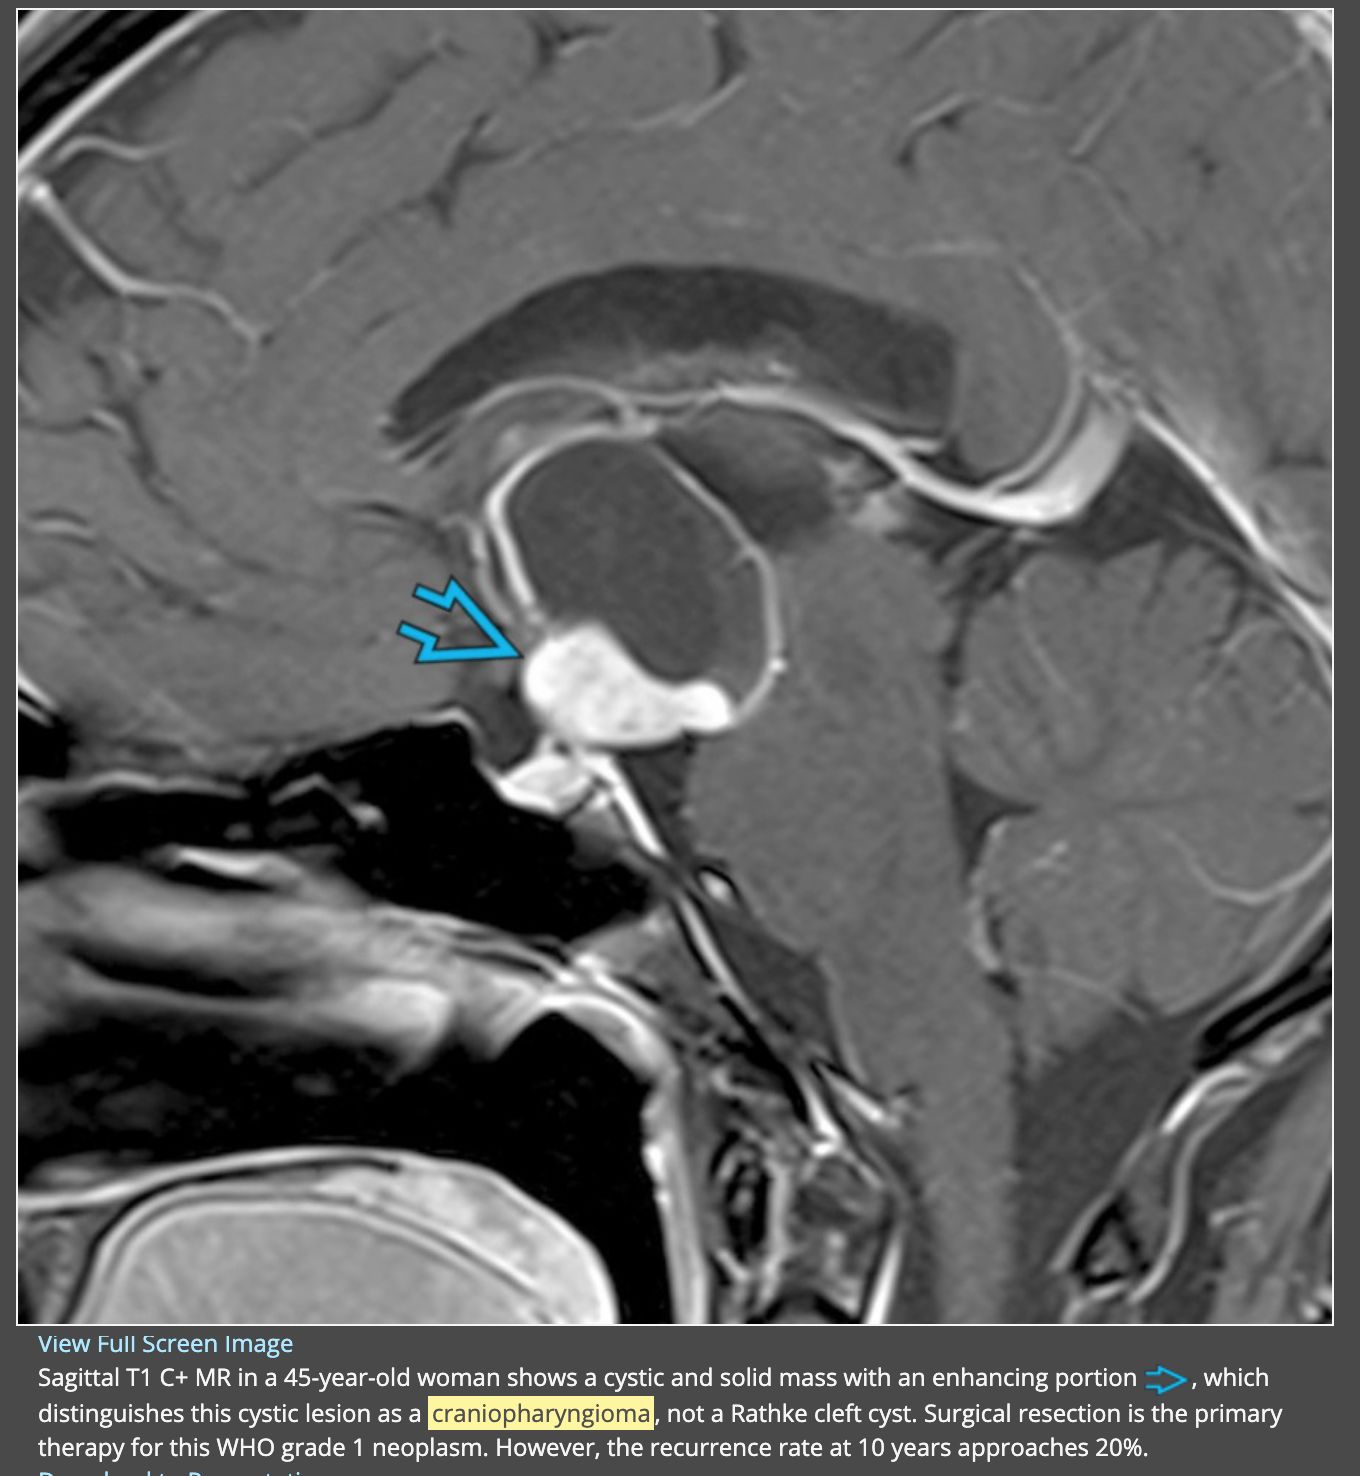 View Full Screen Image
Sagittal T1 C+ MR in a 45-year-old woman shows a cystic and solid mass with an enhancing portion , which
distinguishes this cystic lesion as a craniopharyngioma, not a Rathke cleft cyst. Surgical resection is the primary
therapy for this WHO grade 1 neoplasm. However, the recurrence rate at 10 years approaches 20%.